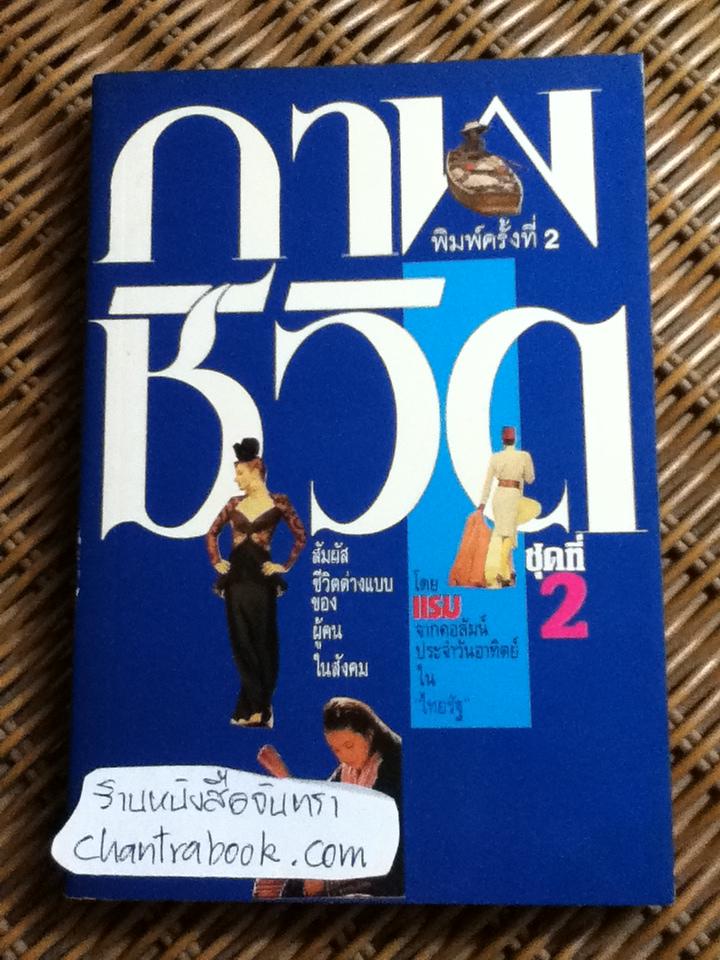 ภาพ
พิมพ์ครั้งที่ 2
ชีวิต
ชุดที่
2
สัมผัส
ชีวิตต่างแบบ
ของ
ผู้คน
ในสังคม
โดย
แรม
จากคอลัมน์
ประจำวันอาทิตย์
ใน
"ไทยรัฐ"
ร้านหนังสือจันทรา
chantrabook.com